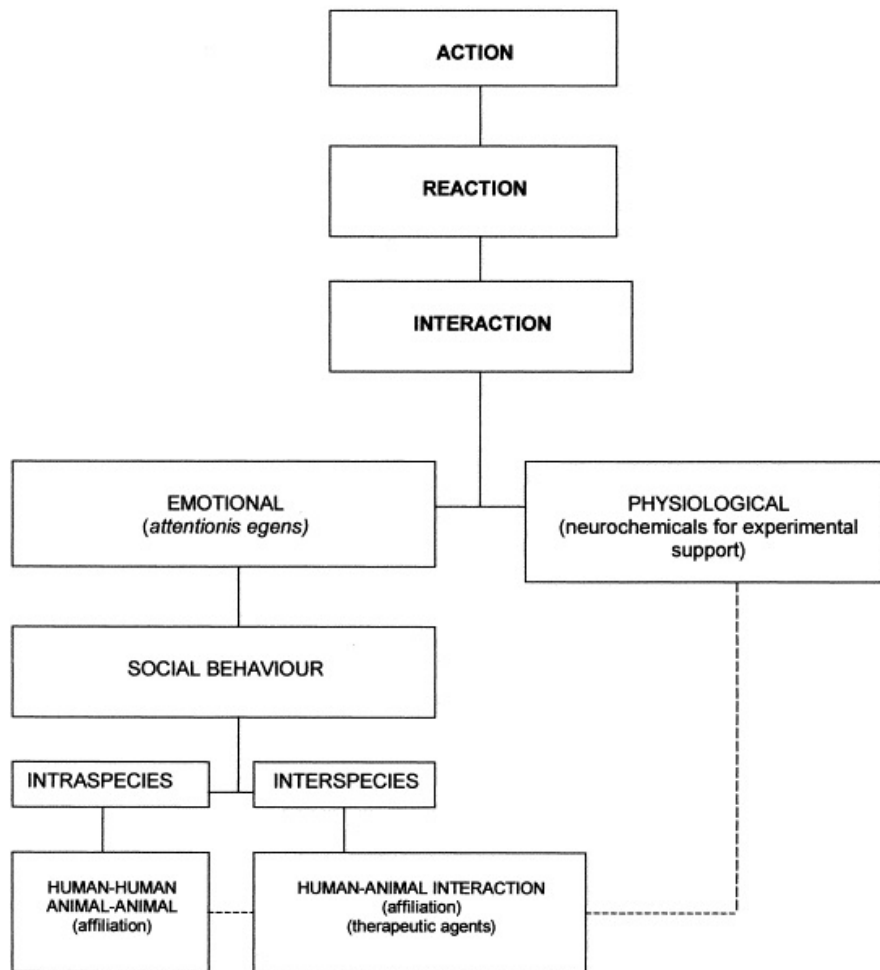 ACTION
REACTION
INTERACTION
EMOTIONAL
(attentionis egens)
PHYSIOLOGICAL
(neurochemicals for experimental
support)
SOCIAL BEHAVIOUR
INTRASPECIES
INTERSPECIES
HUMAN-HUMAN
ANIMAL-ANIMAL
(affiliation)
HUMAN-ANIMAL INTERACTION
(affiliation)
(therapeutic agents)